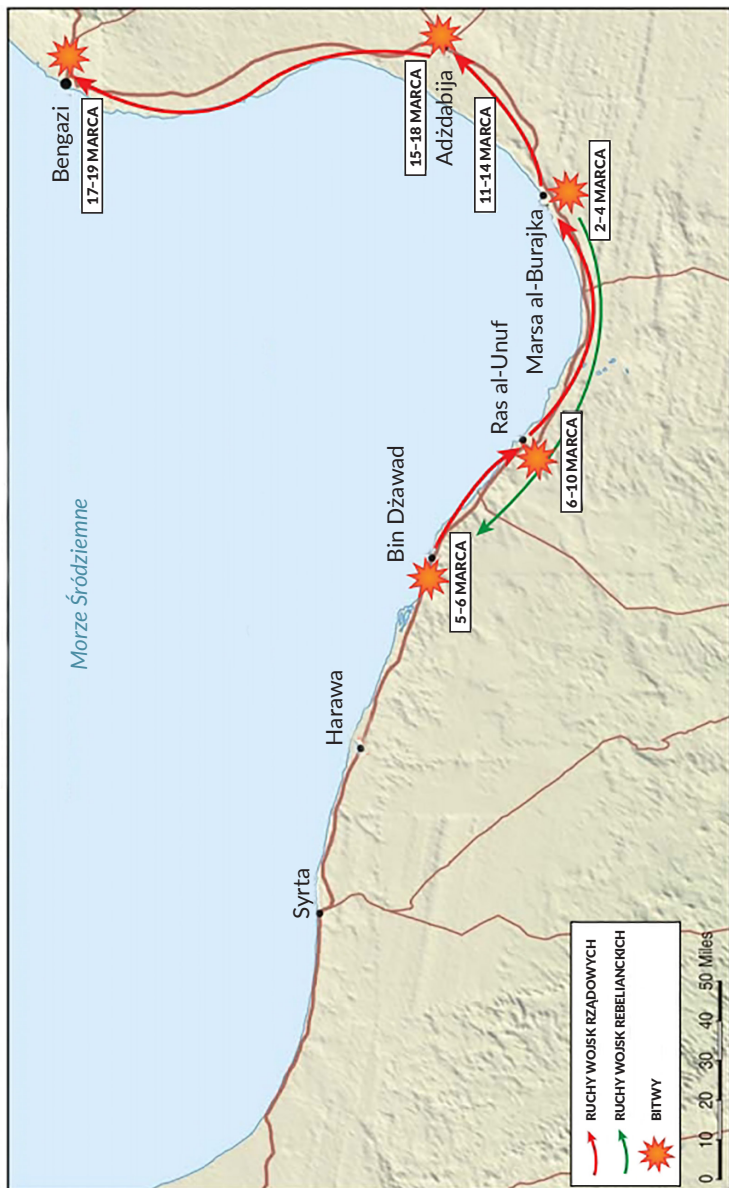 Morze Śródziemne
Bengazi
17–19 MARCA
15–18 MARCA
Adżdabija
11–14 MARCA
2–4 MARCA
Marsa al-Burajka
Ras al-Unuf
6–10 MARCA
Bin Dżawad
5–6 MARCA
Harawa
Syrta
RUCHY WOJSK RZĄDOWYCH
RUCHY WOJSK REBELIANCKICH
BITWY
0 10 20 30 40 50 Miles